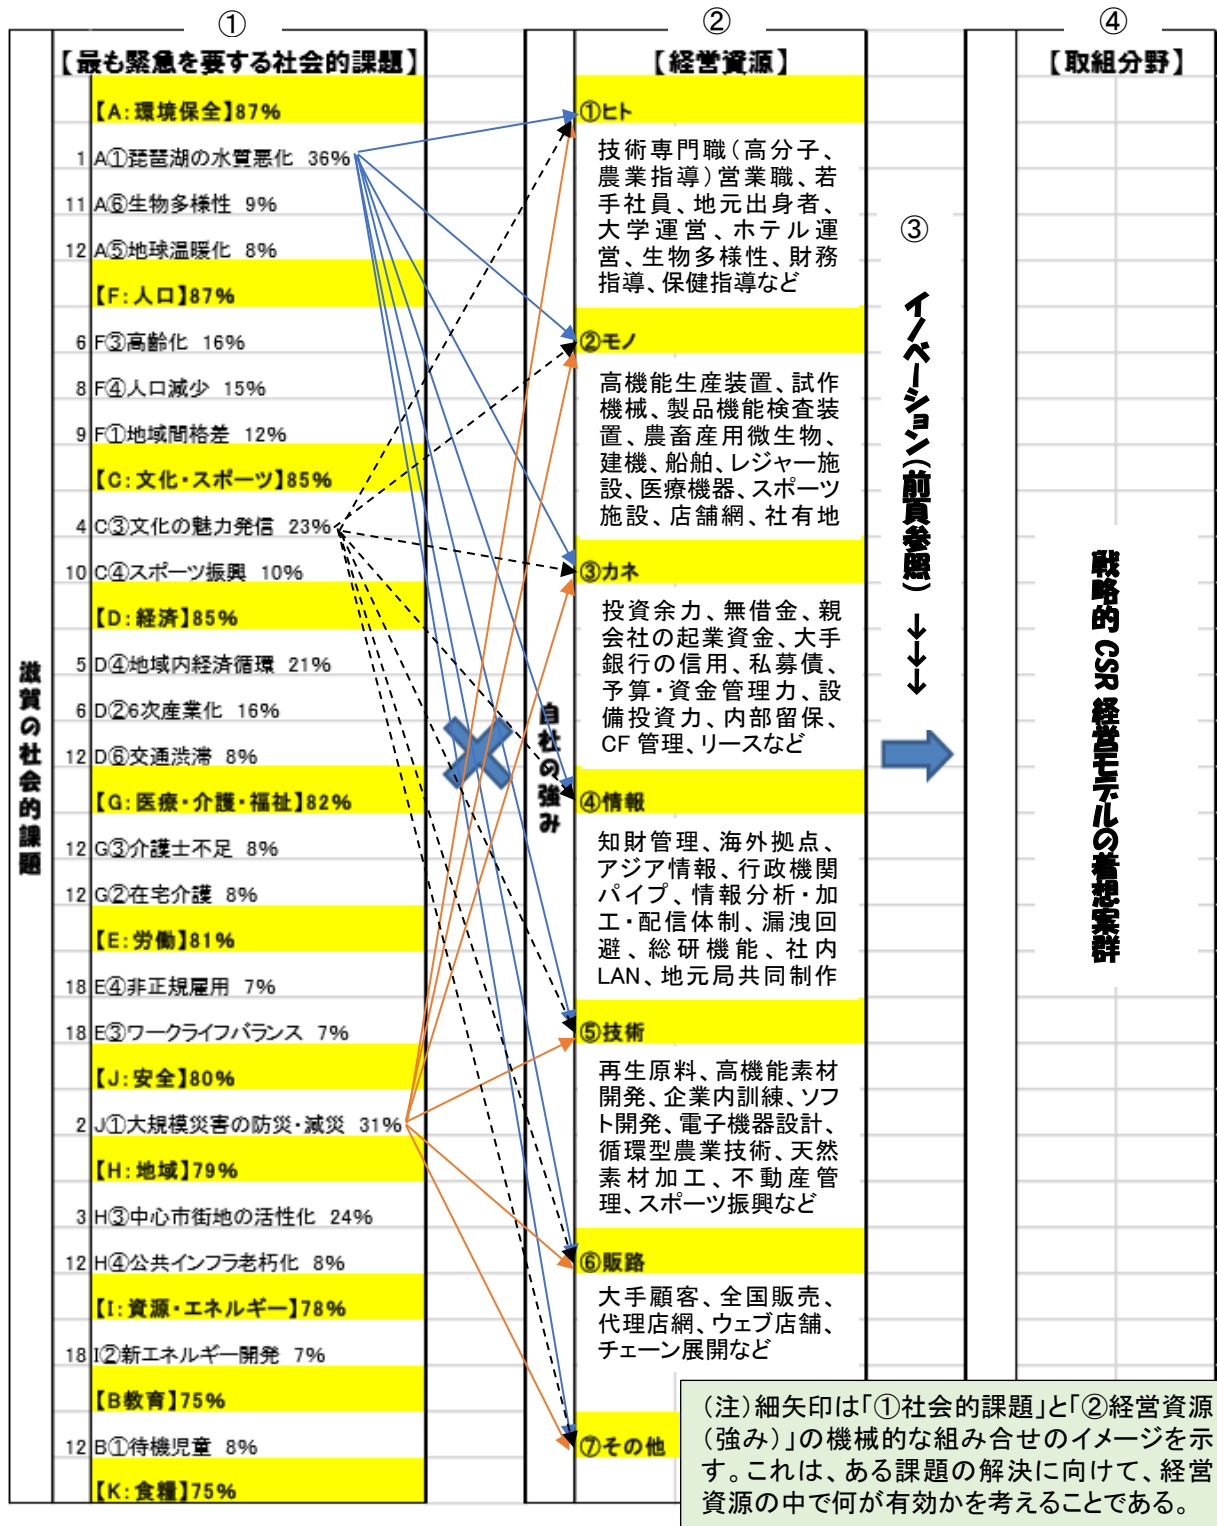 ①
【最も緊急を要する社会的課題】
滋賀の社会的課題
【A:環境保全】87%
1 A①琵琶湖の水質悪化 36%
11 A⑥生物多様性 9%
12 A⑤地球温暖化 8%
【F:人口】87%
6 F③高齢化 16%
8 F④人口減少 15%
9 F①地域間格差 12%
【C:文化・スポーツ】85%
4 C③文化の魅力発信 23%
10 C④スポーツ振興 10%
【D:経済】85%
5 D④地域内経済循環 21%
6 D②6次産業化 16%
12 D⑥交通渋滞 8%
【G:医療・介護・福祉】82%
12 G③介護士不足 8%
12 G②在宅介護 8%
【E:労働】81%
18 E④非正規雇用 7%
18 E③ワークライフバランス 7%
【J:安全】80%
2 J①大規模災害の防災・減災 31%
【H:地域】79%
3 H③中心市街地の活性化 24%
12 H④公共インフラ老朽化 8%
【I:資源・エネルギー】78%
18 I②新エネルギー開発 7%
【B教育】75%
12 B①待機児童 8%
【K:食糧】75%
②
【経営資源】
自社の強み
①ヒト
技術専門職(高分子、
農業指導)営業職、若
手社員、地元出身者、
大学運営、ホテル運
営、生物多様性、財務
指導、保健指導など
②モノ
高機能生産装置、試作
機械、製品機能検査装
置、農畜産用微生物、
建機、船舶、レジャー施
設、医療機器、スポーツ
施設、店舗網、社有地
③カネ
投資余力、無借金、親
会社の起業資金、大手
銀行の信用、私募債、
予算・資金管理力、設
備投資力、内部留保、
CF 管理、リースなど
④情報
知財管理、海外拠点、
アジア情報、行政機関
パイプ、情報分析・加
工・配信体制、漏洩回
避、総研機能、社内
LAN、地元局共同制作
⑤技術
再生原料、高機能素材
開発、企業内訓練、ソフ
ト開発、電子機器設計、
循環型農業技術、天然
素材加工、不動産管
理、スポーツ振興など
⑥販路
大手顧客、全国販売、
代理店網、ウェブ店舗、
チェーン展開など
⑦その他
③
イノベーション(前頁参照)→→→
④
【取組分野】
戦略的 CSR 経営モデルの着想案群
(注)細矢印は「①社会的課題」と「②経営資源
(強み)」の機械的な組み合せのイメージを示
す。これは、ある課題の解決に向けて、経営
資源の中で何が有効かを考えることである。